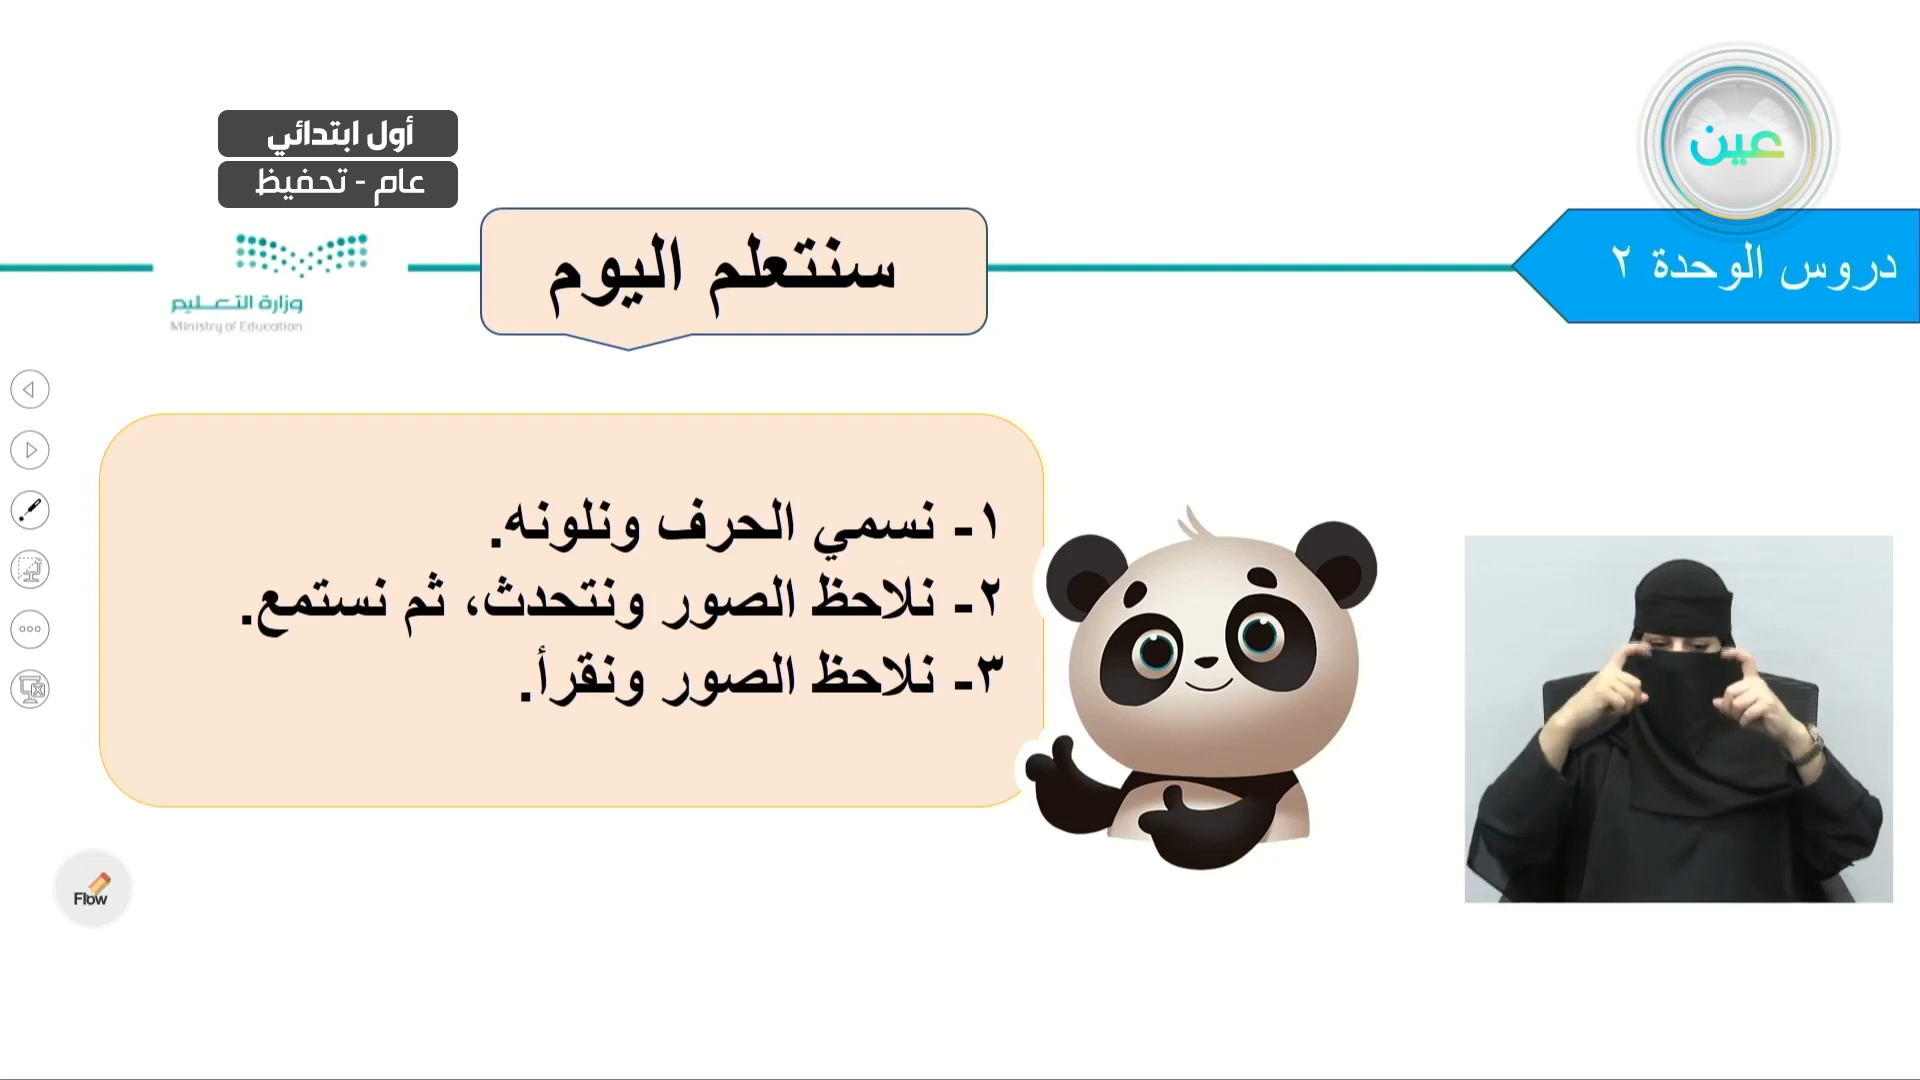 عين
أول ابتدائي
عام - تحفيظ
دروس الوحدة ٢
سنتعلم اليوم
وزارة التعليم
Ministry of Education
١- نسمي الحرف ونلونه.
٢- نلاحظ الصور ونتحدث، ثم نستمع.
٣- نلاحظ الصور ونقرأ.
Flow